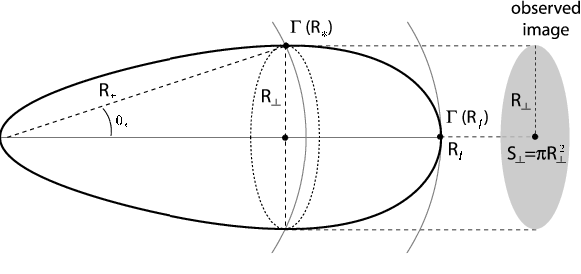 observed
image
Γ (R*)
R*
R⊥
R⊥
θ*
Γ (Rl)
Rl
S⊥=πR⊥²